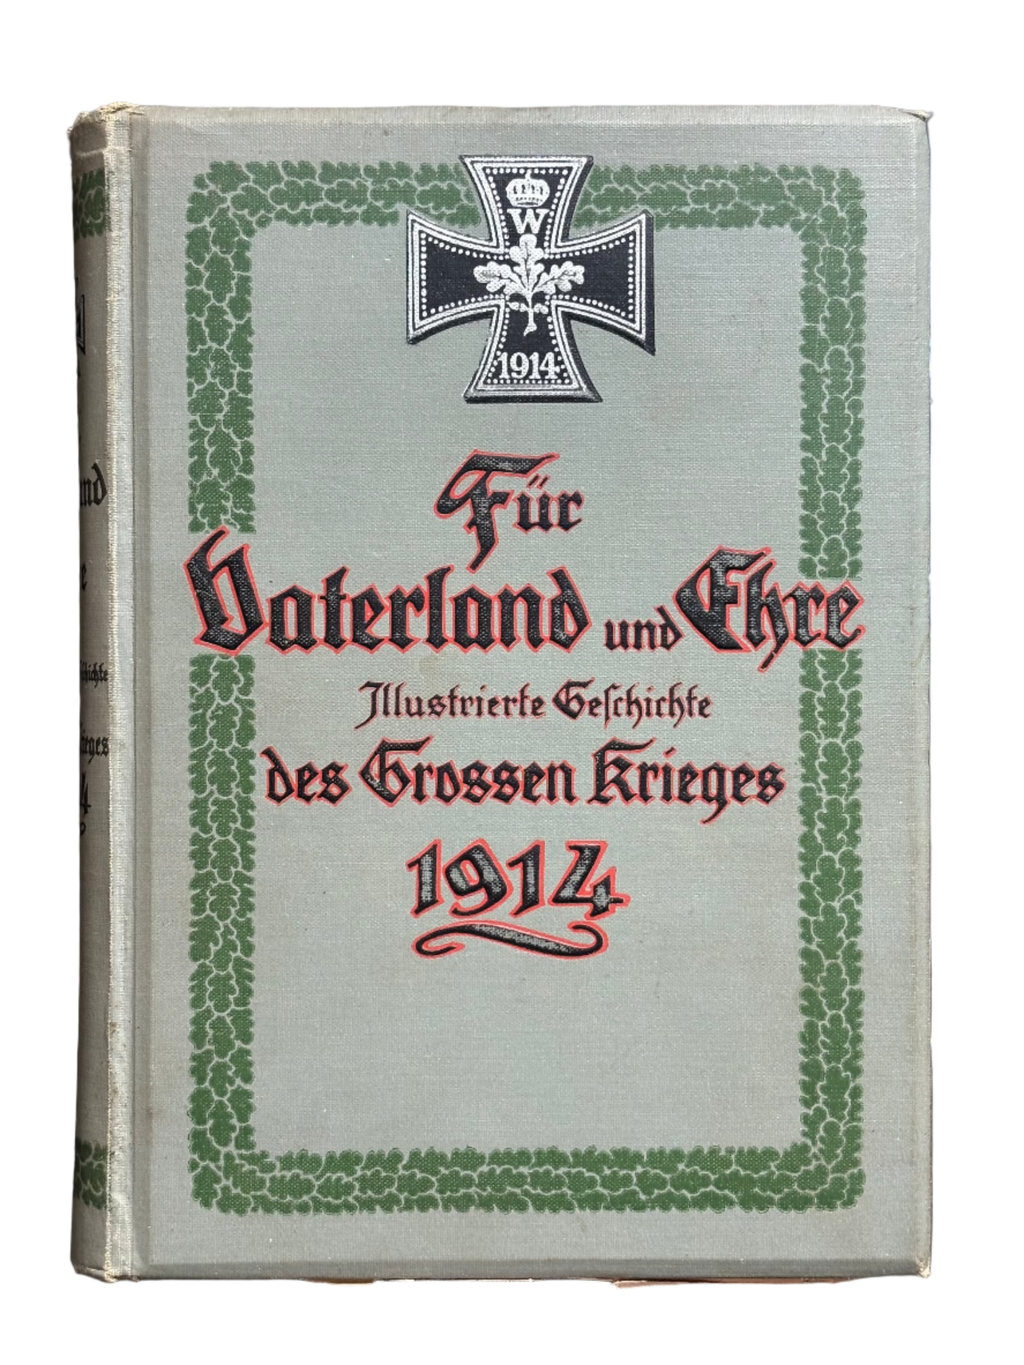 W
1914
Für
Vaterland und Ehre
Illustrierte Geſchichte
des Grossen Krieges
1914